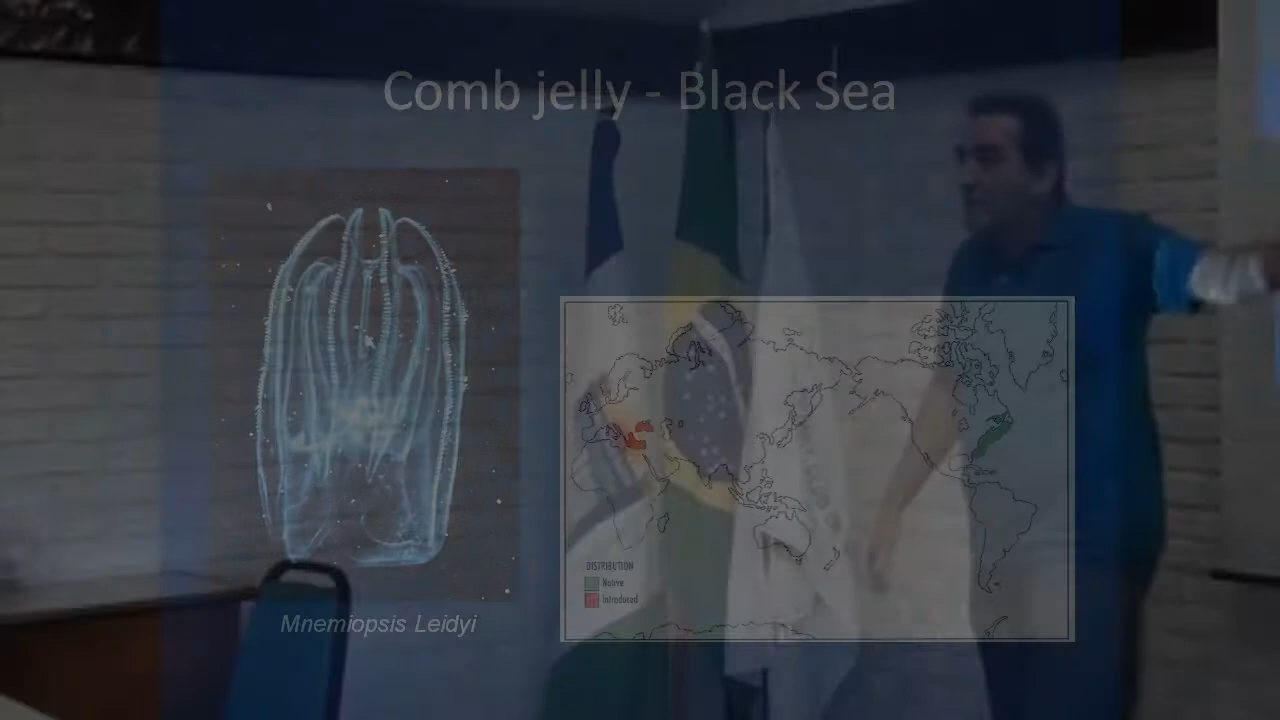 Comb jelly - Black Sea
DISTRIBUTION
Native
Introduced
Mnemiopsis Leidyi